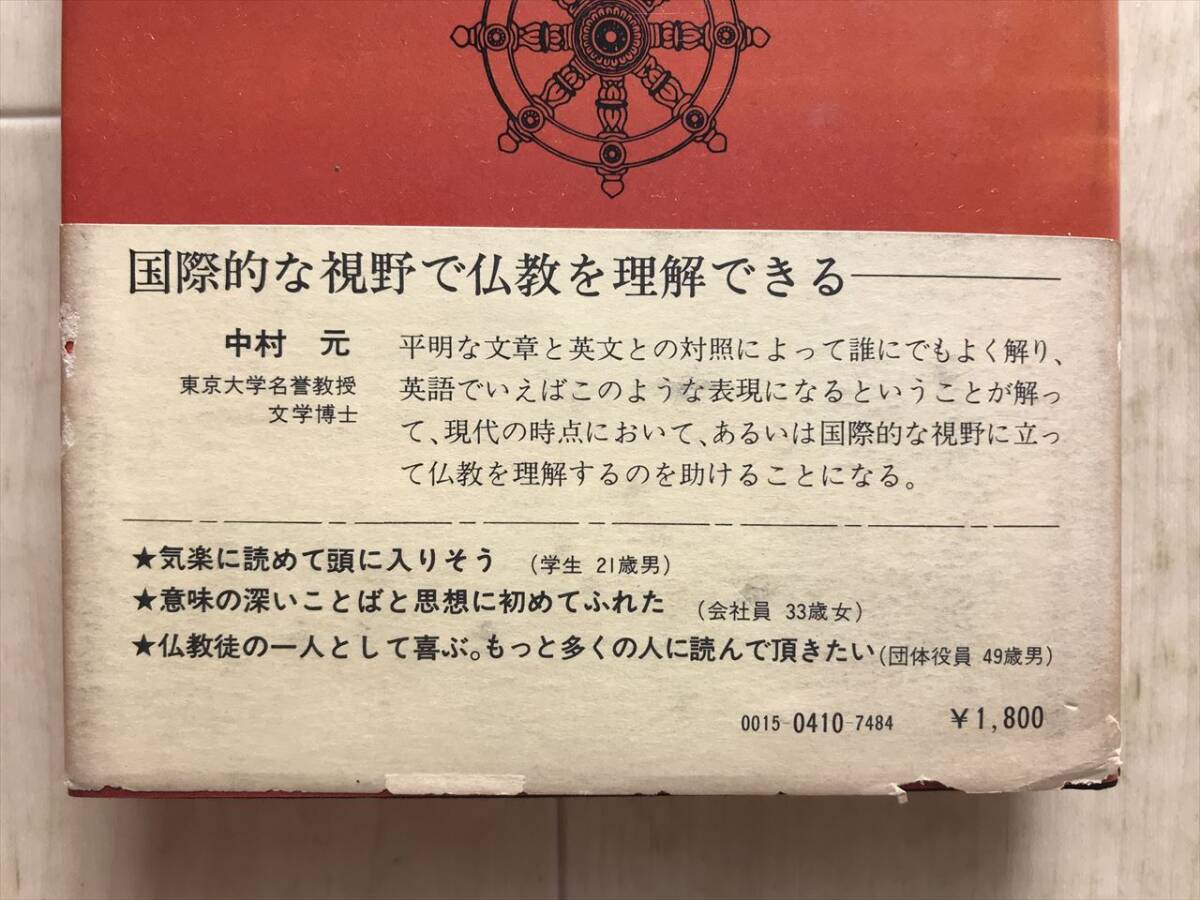 国際的な視野で仏教を理解できる――
中村 元
東京大学名誉教授
文学博士
平明な文章と英文との対照によって誰にでもよく解り、
英語でいえばこのような表現になるということが解っ
て、現代の時点において、あるいは国際的な視野に立っ
て仏教を理解するのを助けることになる。
★気楽に読めて頭に入りそう (学生 21歳男)
★意味の深いことばと思想に初めてふれた (会社員 33歳女)
★仏教徒の一人として喜ぶ。もっと多くの人に読んで頂きたい (団体役員 49歳男)
0015-0410-7484 ¥1,800